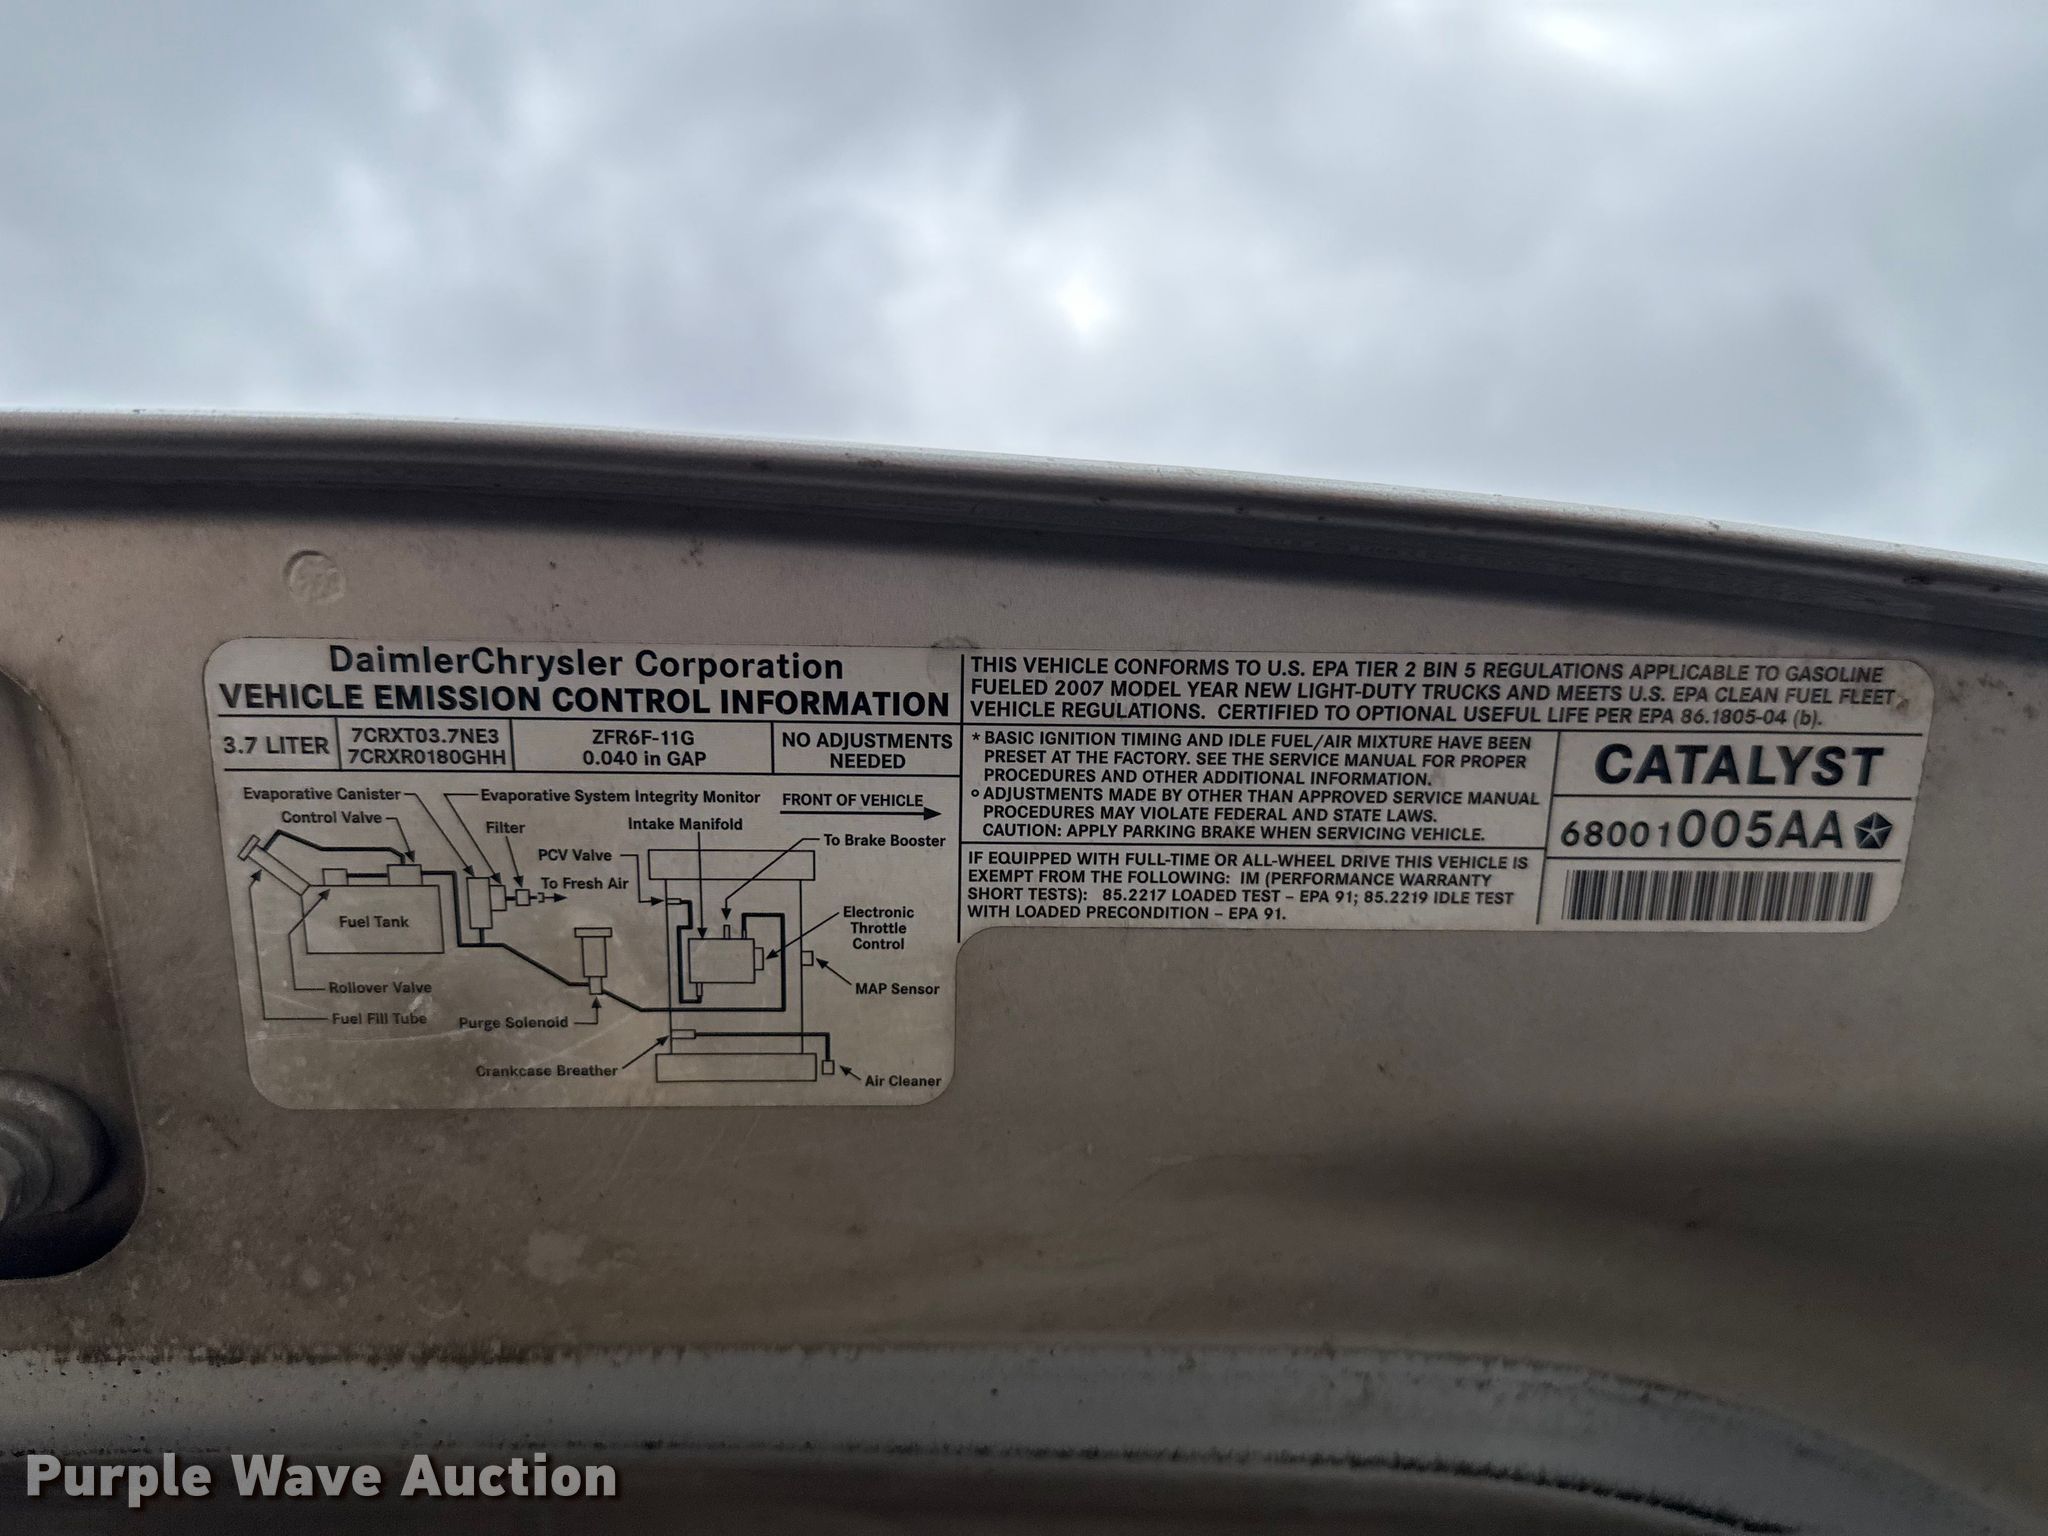 DaimlerChrysler Corporation
VEHICLE EMISSION CONTROL INFORMATION
3.7 LITER
7CRXT03.7NE3
7CRXR0180GHH
ZFR6F-11G
0.040 in GAP
NO ADJUSTMENTS
NEEDED
Evaporative Canister
Control Valve
Evaporative System Integrity Monitor
Filter
To Fresh Air
FRONT OF VEHICLE
Intake Manifold
To Brake Booster
PCV Valve
Fuel Tank
Electronic
Throttle
Control
MAP Sensor
Rollover Valve
Fuel Fill Tube
Purge Solenoid
Crankcase Breather
Air Cleaner
THIS VEHICLE CONFORMS TO U.S. EPA TIER 2 BIN 5 REGULATIONS APPLICABLE TO GASOLINE
FUELED 2007 MODEL YEAR NEW LIGHT-DUTY TRUCKS AND MEETS U.S. EPA CLEAN FUEL FLEET
VEHICLE REGULATIONS. CERTIFIED TO OPTIONAL USEFUL LIFE PER EPA 86.1805-04 (b).
* BASIC IGNITION TIMING AND IDLE FUEL/AIR MIXTURE HAVE BEEN
PRESET AT THE FACTORY. SEE THE SERVICE MANUAL FOR PROPER
PROCEDURES AND OTHER ADDITIONAL INFORMATION.
° ADJUSTMENTS MADE BY OTHER THAN APPROVED SERVICE MANUAL
PROCEDURES MAY VIOLATE FEDERAL AND STATE LAWS.
CAUTION: APPLY PARKING BRAKE WHEN SERVICING VEHICLE.
IF EQUIPPED WITH FULL-TIME OR ALL-WHEEL DRIVE THIS VEHICLE IS
EXEMPT FROM THE FOLLOWING: IM (PERFORMANCE WARRANTY
SHORT TESTS): 85.2217 LOADED TEST – EPA 91; 85.2219 IDLE TEST
WITH LOADED PRECONDITION – EPA 91.
CATALYST
68001005AA
Purple Wave Auction